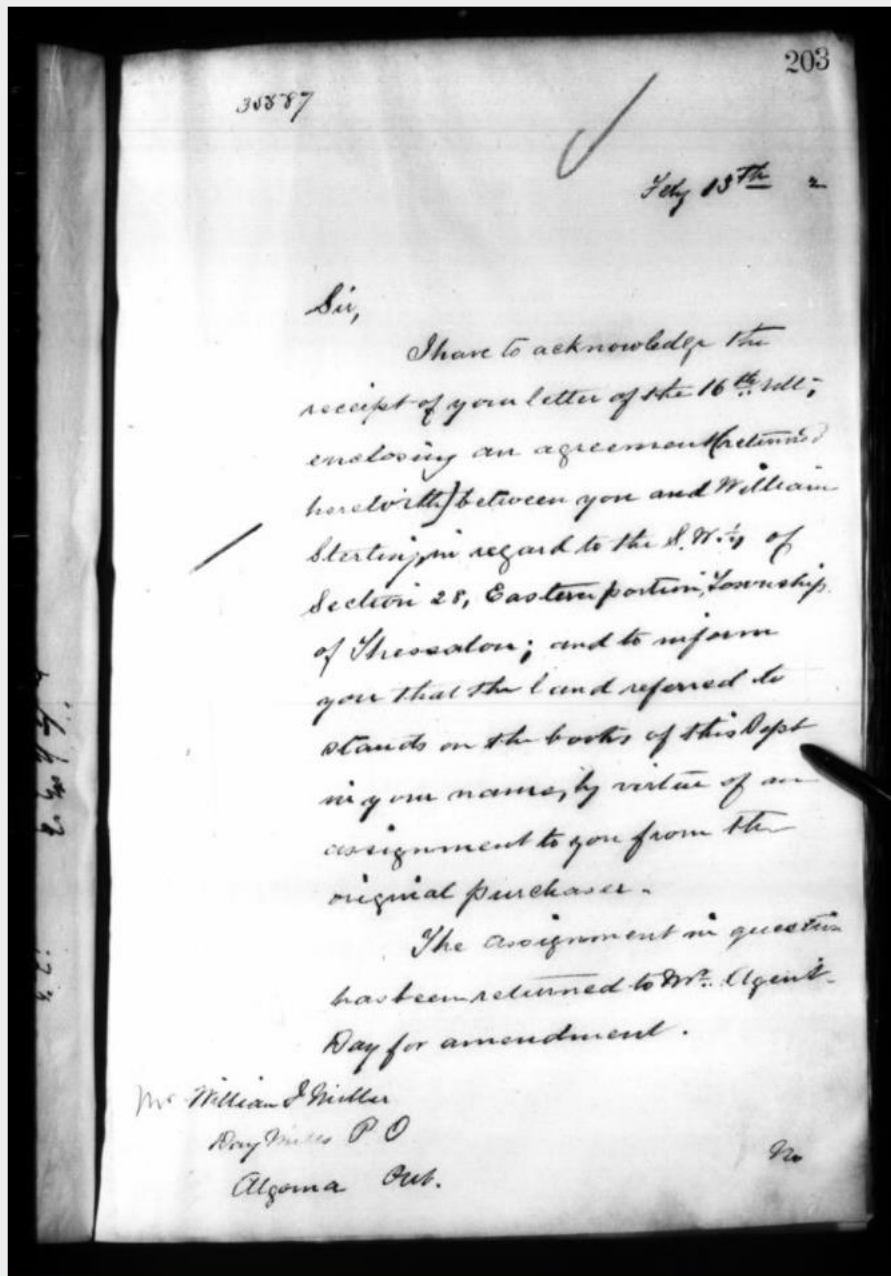 203
35887
Feby 13th 2
Sir,
I have to acknowledge the
receipt of your letter of the 16th ult;
enclosing an agreement (returned
herewith) between you and William
in regard to the S.W. 1/4 of
Section 28, Eastern portion, Township
of Thessalon; and to inform
you that the land referred to
stands on the books of this Dept
in your name, by virtue of an
assignment to you from the
original purchaser.
The assignment in question
has been returned to Mr. Agent
Day for amendment.
Mr William J Miller
Day Mills P O
Algoma Ont.
No